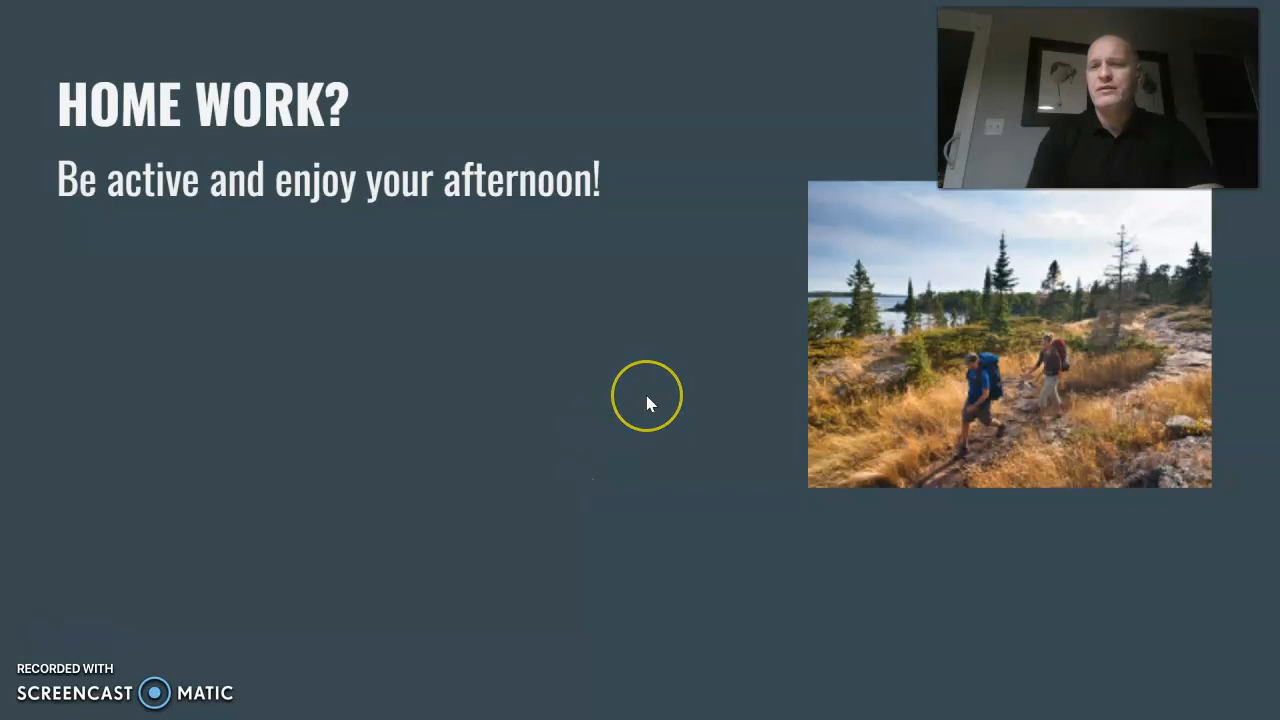 HOME WORK?
Be active and enjoy your afternoon!
RECORDED WITH
SCREENCAST MATIC